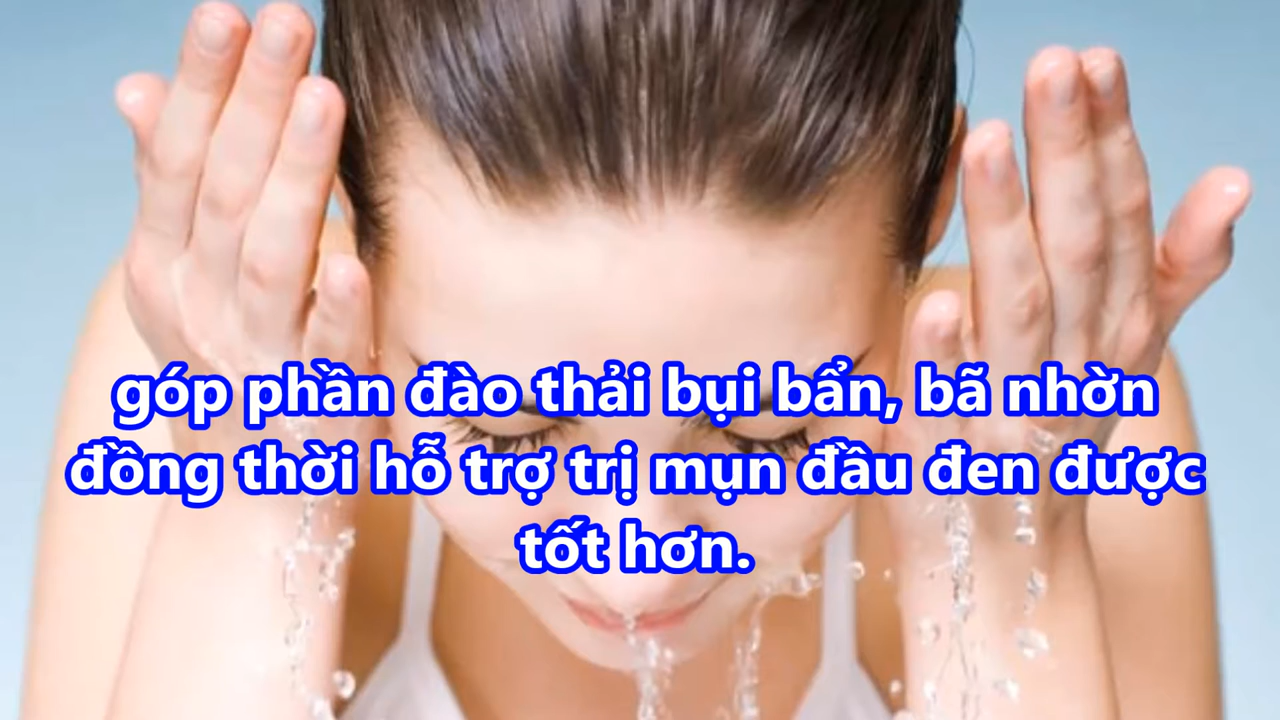 góp phần đào thải bụi bẩn, bã nhờn
đồng thời hỗ trợ trị mụn đầu đen được
tốt hơn.